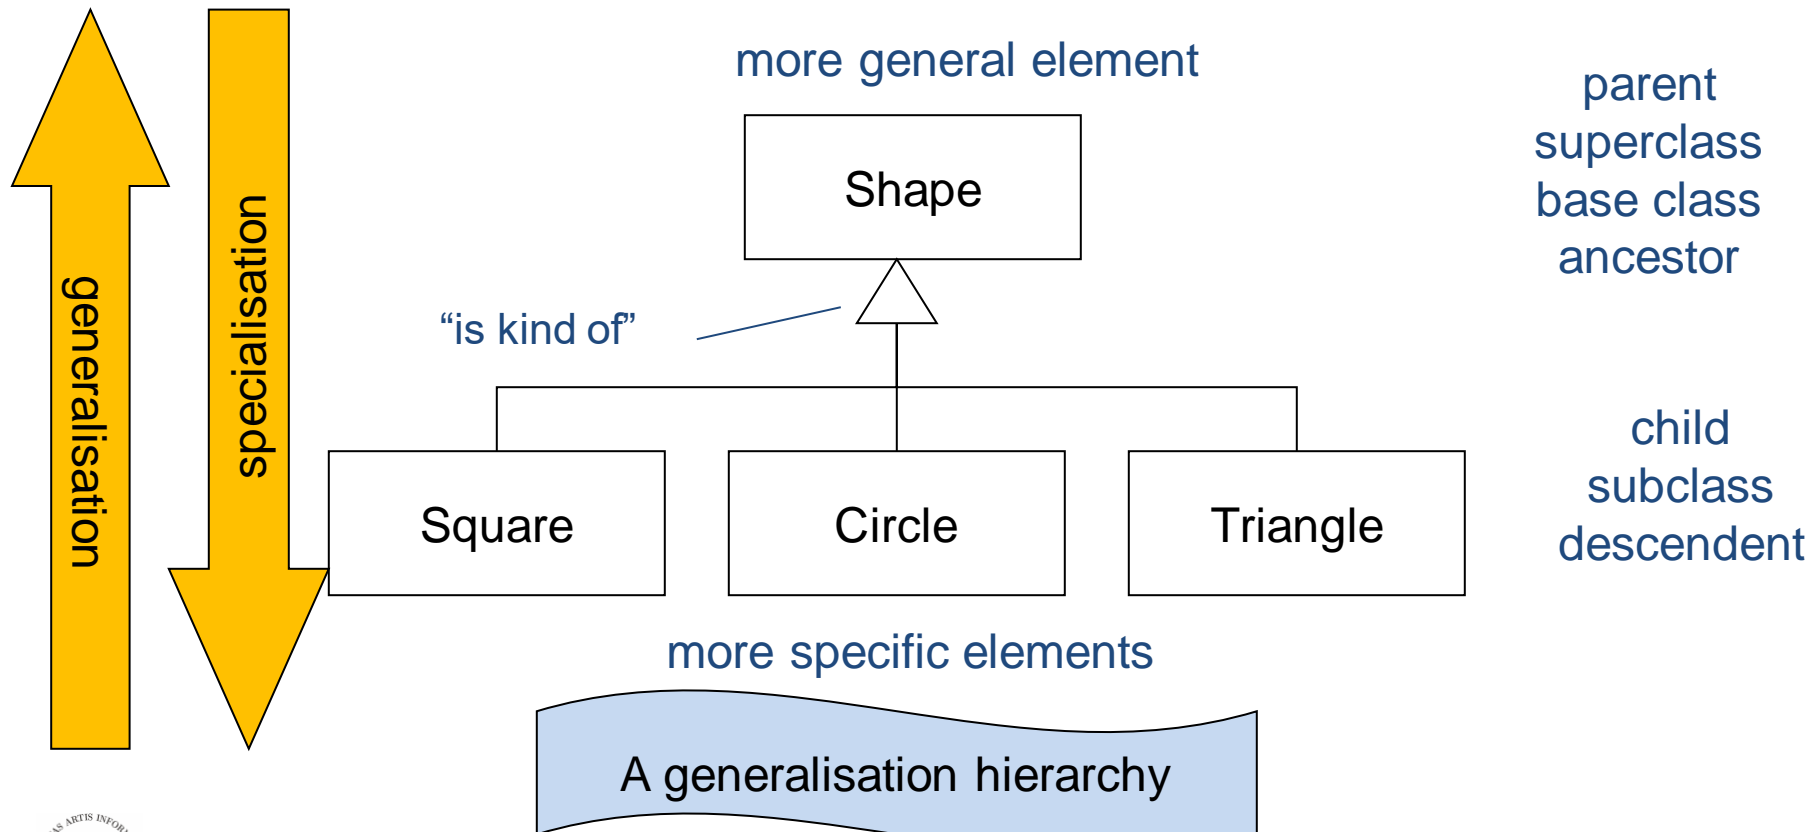 more general element
parent
superclass
base class
ancestor
Shape
generalisation
specialisation
“is kind of”
child
subclass
descendent
Square
Circle
Triangle
more specific elements
A generalisation hierarchy
ARTIS